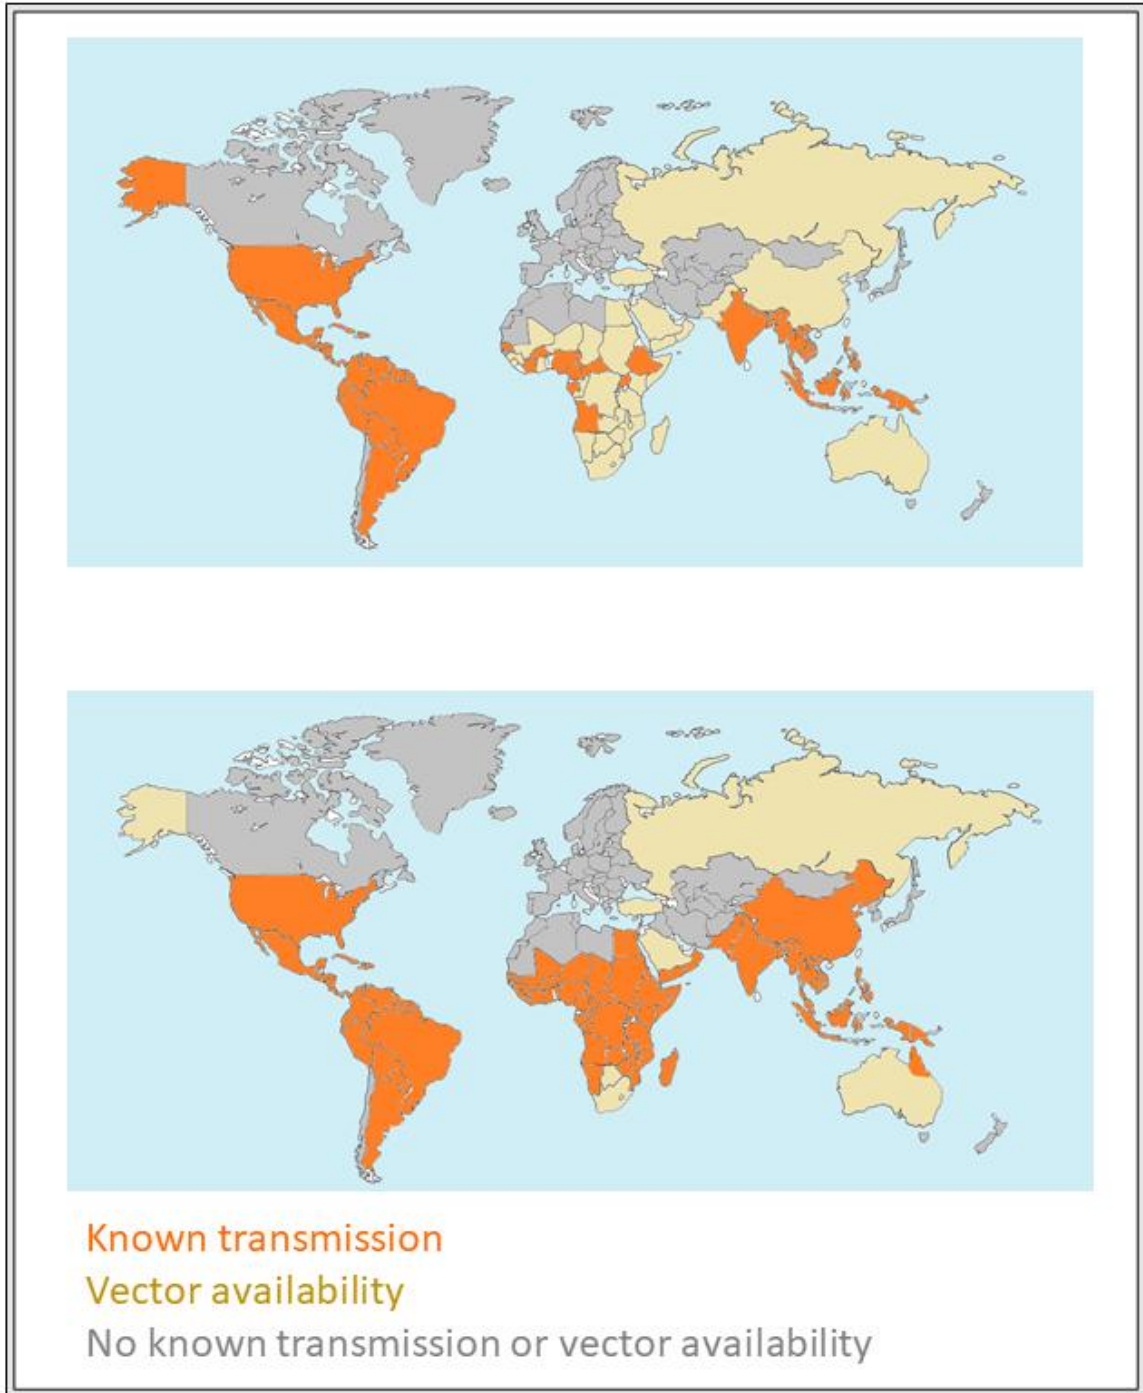 Known transmission
Vector availability
No known transmission or vector availability